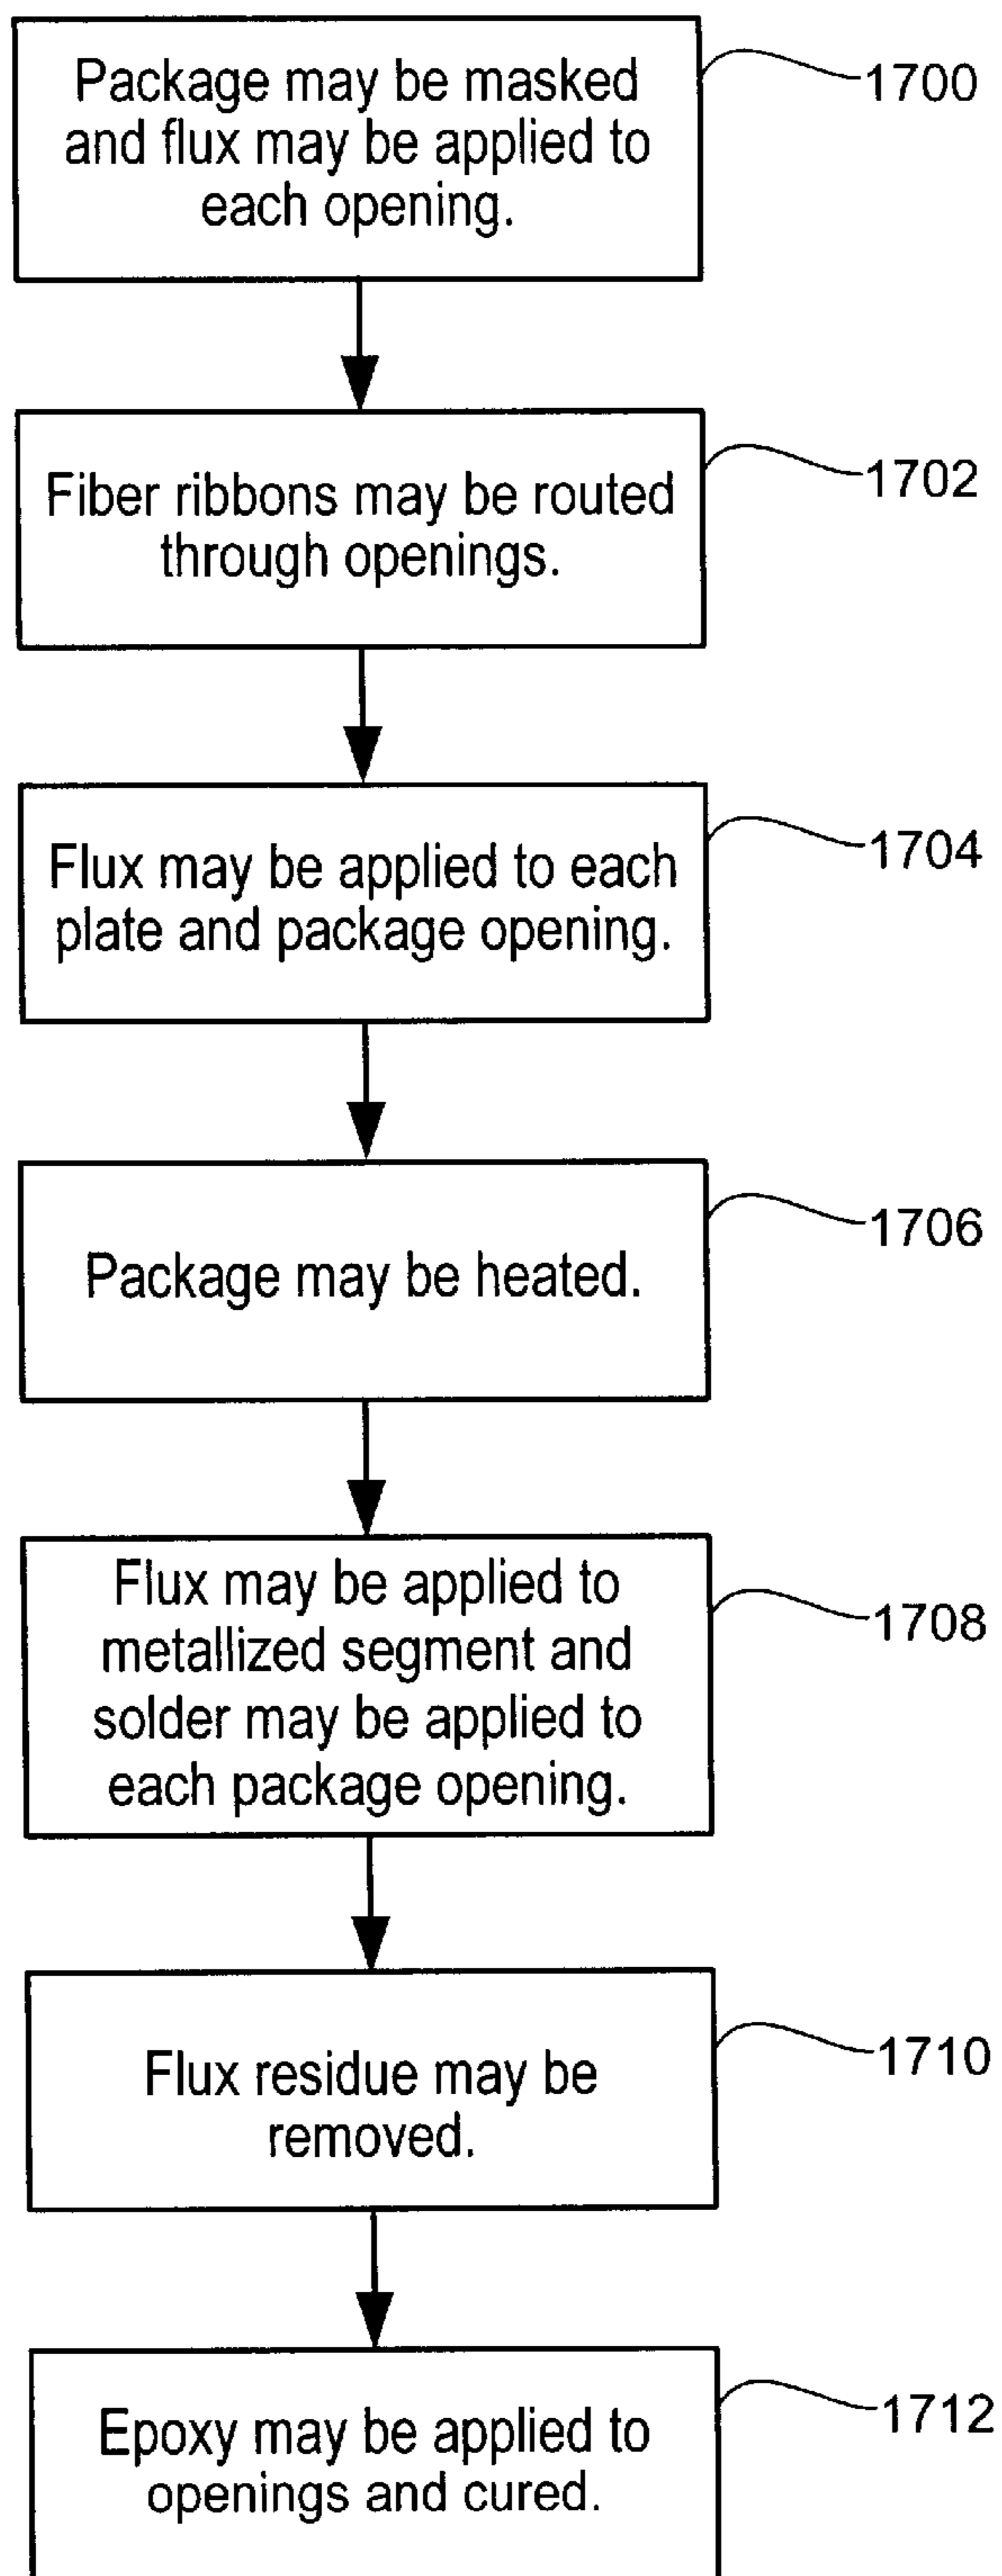 Package may be masked
and flux may be applied to
each opening.
1700
Fiber ribbons may be routed
through openings.
1702
Flux may be applied to each
plate and package opening.
1704
Package may be heated.
1706
Flux may be applied to
metallized segment and
solder may be applied to
each package opening.
1708
Flux residue may be
removed.
1710
Epoxy may be applied to
openings and cured.
1712